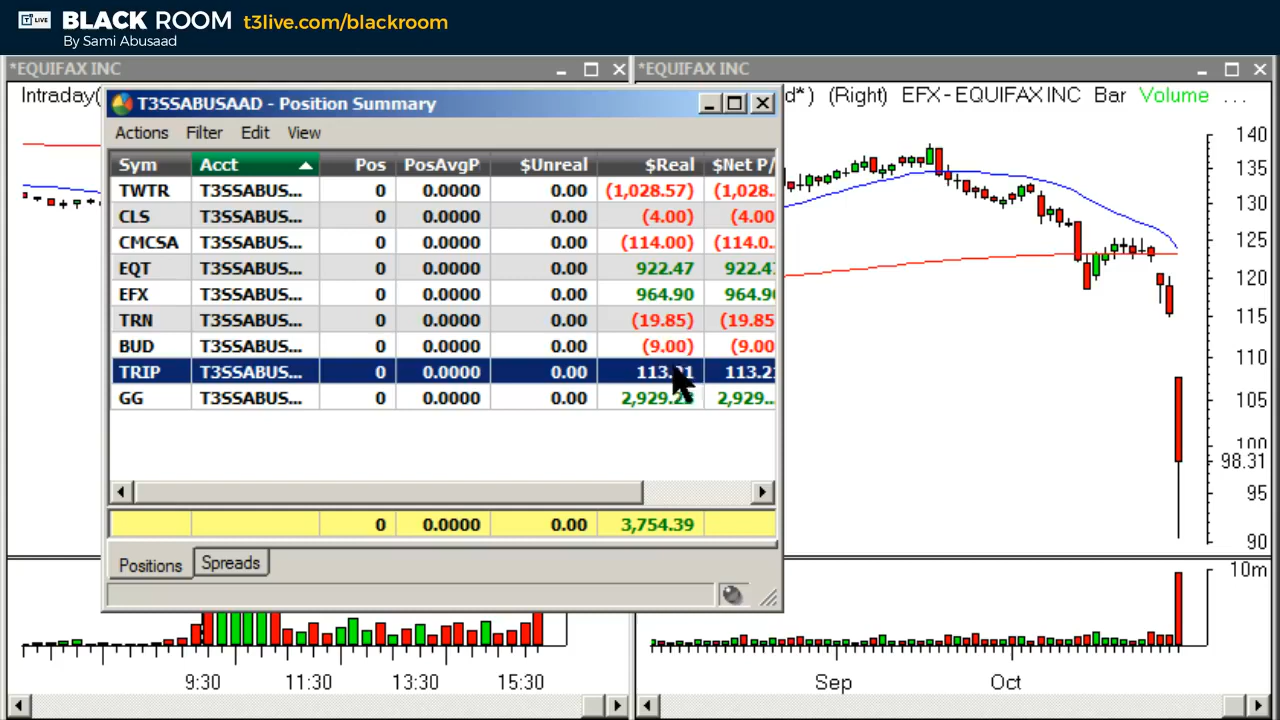 LIVE BLACK ROOM t3live.com/blackroom
By Sami Abusaad
*EQUIFAX INC
*EQUIFAX INC
Intraday(
d*) (Right) EFX-EQUIFAX INC Bar Volume ...
T3SSABUSAAD - Position Summary
Actions Filter Edit View
Sym Acct Pos PosAvgP $Unreal $Real $Net P/
TWTR T3SSABUS... 0 0.0000 0.00 (1,028.57) (1,028..
CLS T3SSABUS... 0 0.0000 0.00 (4.00) (4.00
CMCSA T3SSABUS... 0 0.0000 0.00 (114.00) (114.0..
EQT T3SSABUS... 0 0.0000 0.00 922.47 922.47
EFX T3SSABUS... 0 0.0000 0.00 964.90 964.90
TRN T3SSABUS... 0 0.0000 0.00 (19.85) (19.85
BUD T3SSABUS... 0 0.0000 0.00 (9.00) (9.00
TRIP T3SSABUS... 0 0.0000 0.00 113.21
GG T3SSABUS... 0 0.0000 0.00 2,929..
0 0.0000 0.00 3,754.39
Positions Spreads
140
135
130
125
120
115
110
105
100
98.31
95
90
10m
9:30 11:30 13:30 15:30
Sep Oct